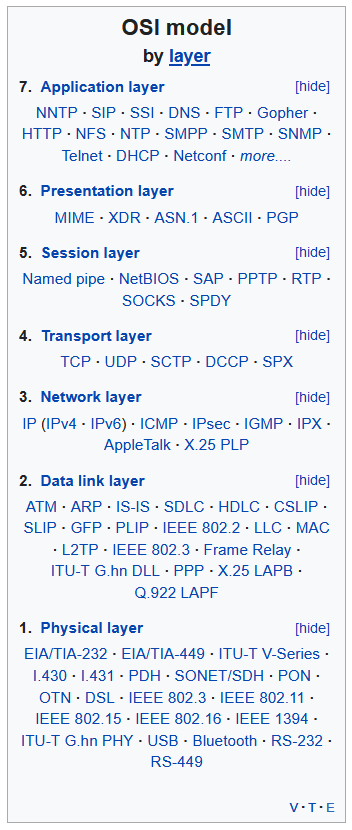 OSI model
by layer
7. Application layer [hide]
NNTP · SIP · SSI · DNS · FTP · Gopher ·
HTTP · NFS · NTP · SMPP · SMTP · SNMP ·
Telnet · DHCP · Netconf · more....
6. Presentation layer [hide]
MIME · XDR · ASN.1 · ASCII · PGP
5. Session layer [hide]
Named pipe · NetBIOS · SAP · PPTP · RTP ·
SOCKS · SPDY
4. Transport layer [hide]
TCP · UDP · SCTP · DCCP · SPX
3. Network layer [hide]
IP (IPv4 · IPv6) · ICMP · IPsec · IGMP · IPX ·
AppleTalk · X.25 PLP
2. Data link layer [hide]
ATM · ARP · IS-IS · SDLC · HDLC · CSLIP ·
SLIP · GFP · PLIP · IEEE 802.2 · LLC · MAC
· L2TP · IEEE 802.3 · Frame Relay ·
ITU-T G.hn DLL · PPP · X.25 LAPB ·
Q.922 LAPF
1. Physical layer [hide]
EIA/TIA-232 · EIA/TIA-449 · ITU-T V-Series ·
I.430 · I.431 · PDH · SONET/SDH · PON ·
OTN · DSL · IEEE 802.3 · IEEE 802.11 ·
IEEE 802.15 · IEEE 802.16 · IEEE 1394 ·
ITU-T G.hn PHY · USB · Bluetooth · RS-232 ·
RS-449
V · T · E